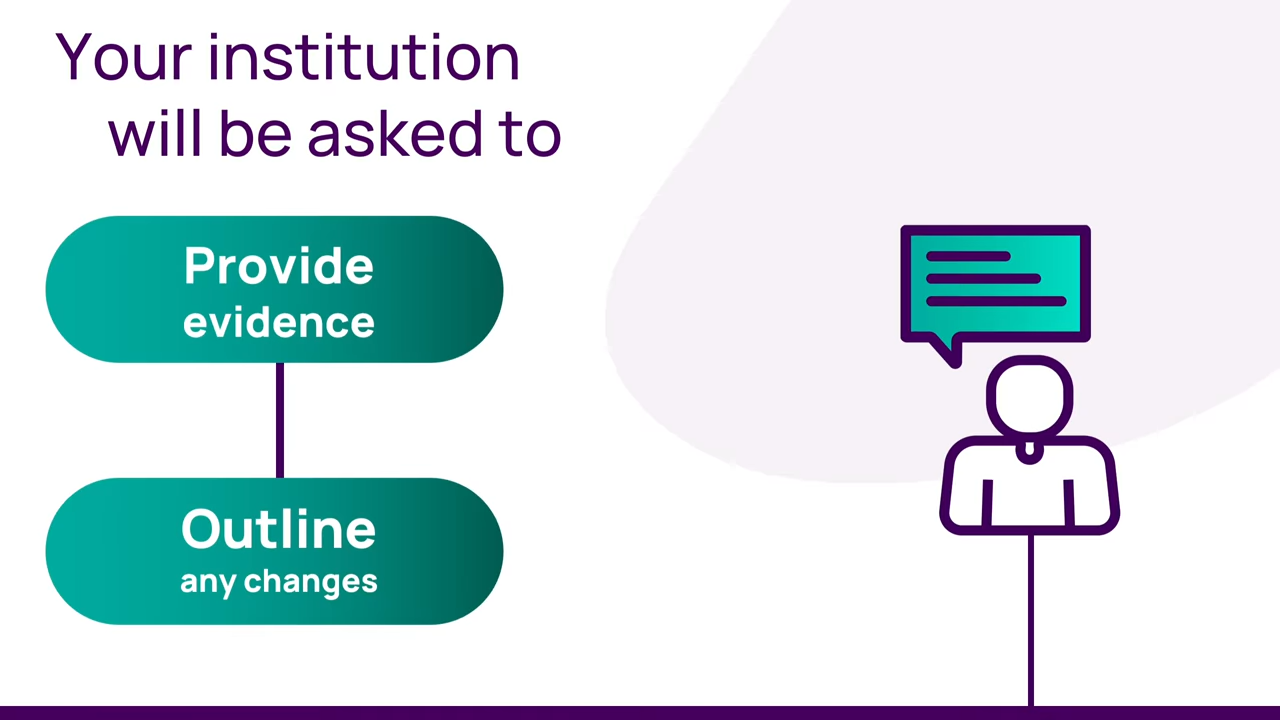 Your institution
will be asked to
Provide
evidence
Outline
any changes